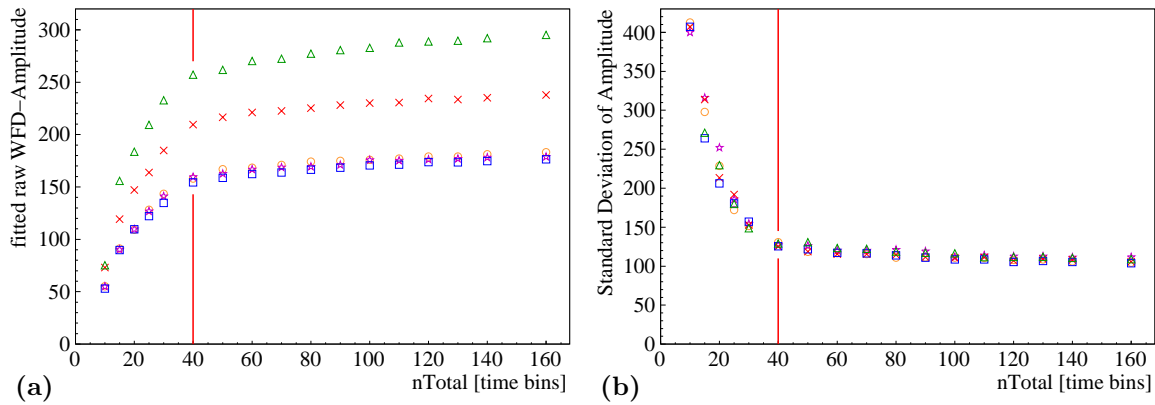 fitted raw WFD−Amplitude
300
250
200
150
100
50
0
0 20 40 60 80 100 120 140 160
nTotal [time bins]
(a)
Standard Deviation of Amplitude
400
350
300
250
200
150
100
50
0
0 20 40 60 80 100 120 140 160
nTotal [time bins]
(b)